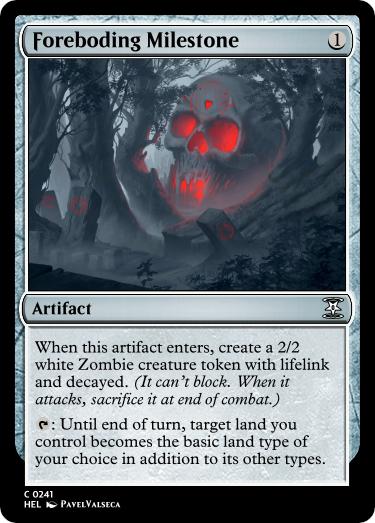 Foreboding Milestone 1
Artifact
When this artifact enters, create a 2/2
white Zombie creature token with lifelink
and decayed. (It can't block. When it
attacks, sacrifice it at end of combat.)
: Until end of turn, target land you
control becomes the basic land type of
your choice in addition to its other types.
C 0241
HEL PavelValseca